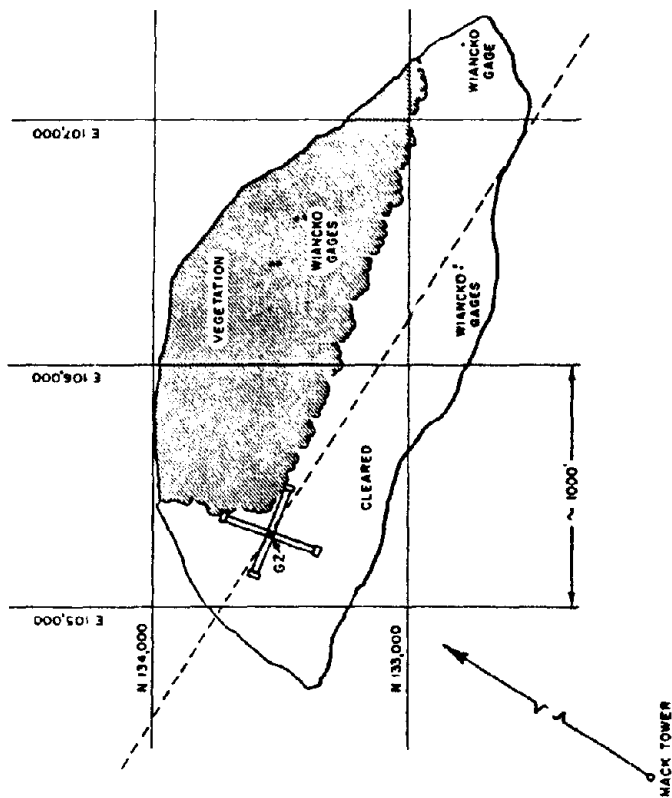 E 107,000
E 106,000
E 105,000
N 134,000
N 133,000
VEGETATION
WIANCKO
GAGES
WIANCKO
GAGE
WIANCKO
GAGES
CLEARED
GZ
~ 1000'
MACK TOWER